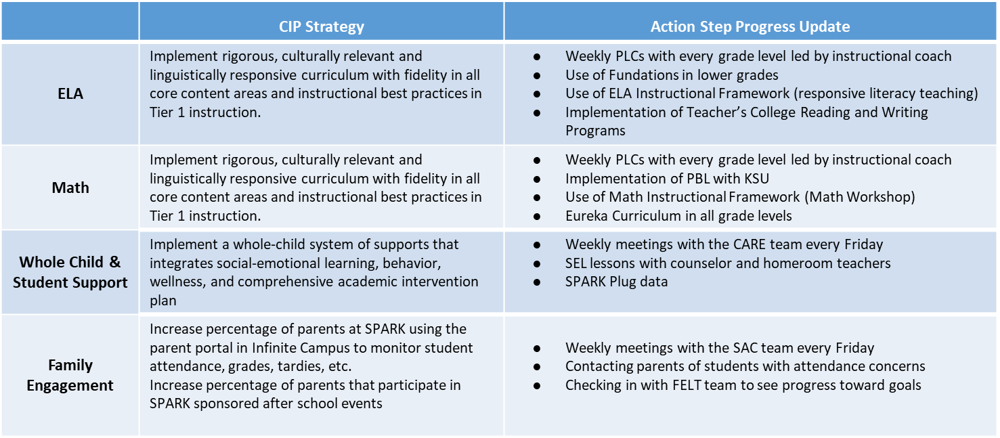 CIP Strategy
Action Step Progress Update
ELA
Implement rigorous, culturally relevant and
linguistically responsive curriculum with fidelity in all
core content areas and instructional best practices in
Tier 1 instruction.
● Weekly PLCs with every grade level led by instructional coach
● Use of Fundations in lower grades
● Use of ELA Instructional Framework (responsive literacy teaching)
● Implementation of Teacher’s College Reading and Writing
Programs
Math
Implement rigorous, culturally relevant and
linguistically responsive curriculum with fidelity in all
core content areas and instructional best practices in
Tier 1 instruction.
● Weekly PLCs with every grade level led by instructional coach
● Implementation of PBL with KSU
● Use of Math Instructional Framework (Math Workshop)
● Eureka Curriculum in all grade levels
Whole Child &
Student Support
Implement a whole-child system of supports that
integrates social-emotional learning, behavior,
wellness, and comprehensive academic intervention
plan
● Weekly meetings with the CARE team every Friday
● SEL lessons with counselor and homeroom teachers
● SPARK Plug data
Family
Engagement
Increase percentage of parents at SPARK using the
parent portal in Infinite Campus to monitor student
attendance, grades, tardies, etc.
Increase percentage of parents that participate in
SPARK sponsored after school events
● Weekly meetings with the SAC team every Friday
● Contacting parents of students with attendance concerns
● Checking in with FELT team to see progress toward goals